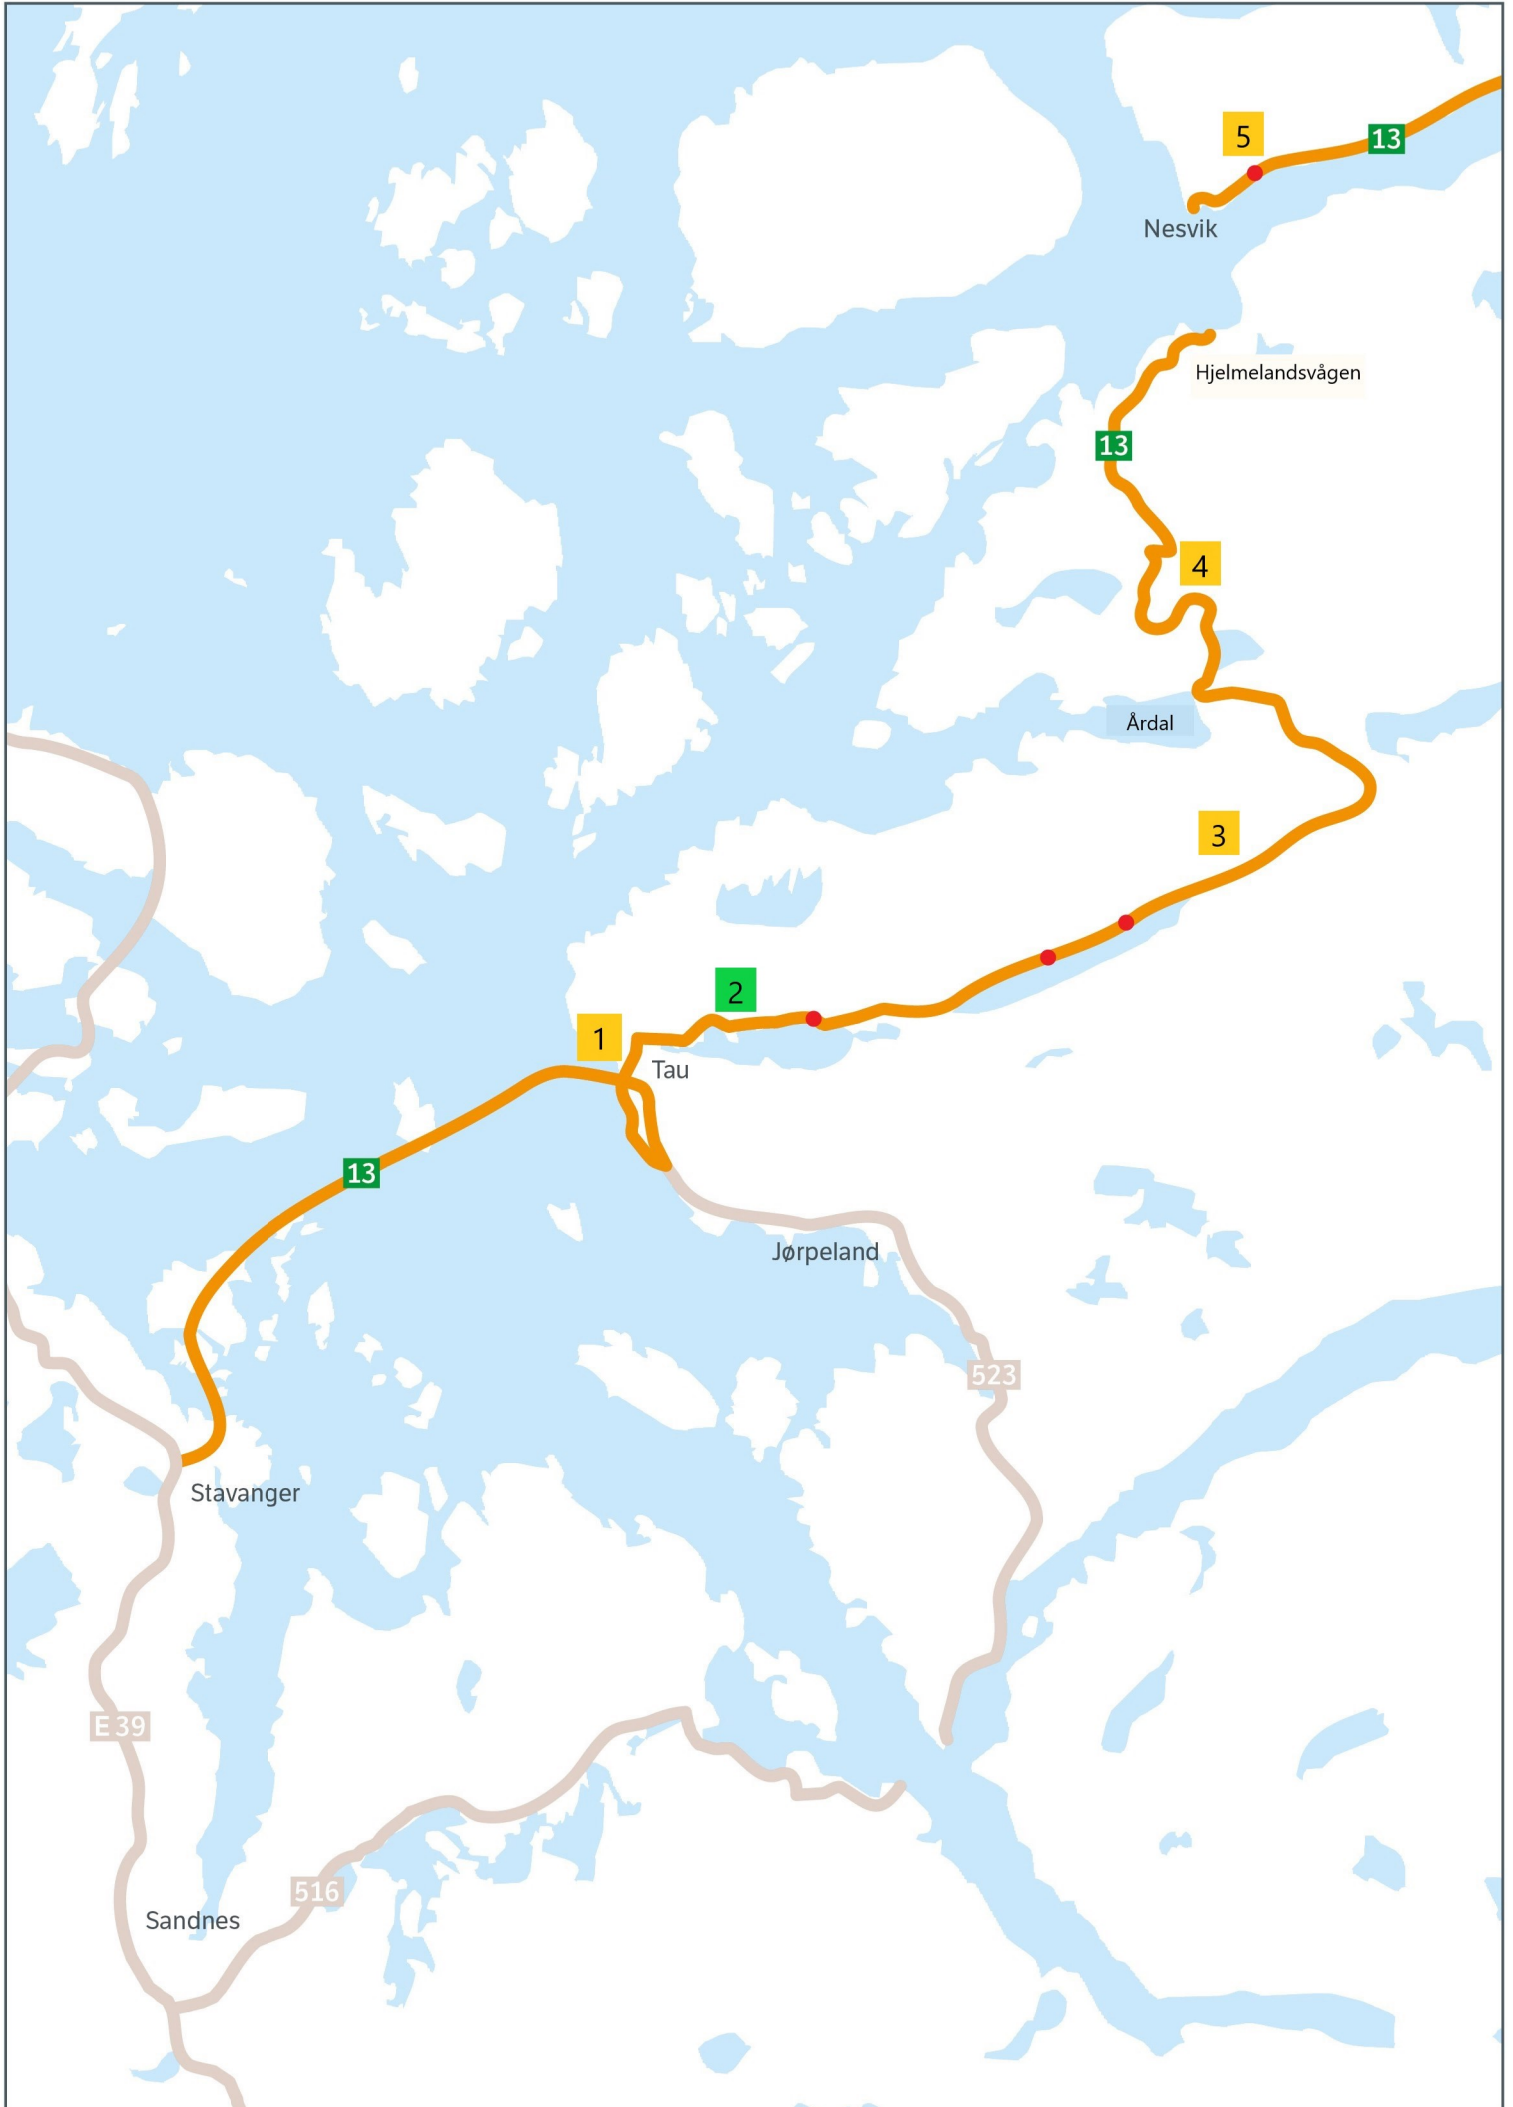 5
13
Nesvik
Hjelmelandsvågen
13
4
Årdal
3
2
1
Tau
13
Jørpeland
523
Stavanger
E 39
516
Sandnes